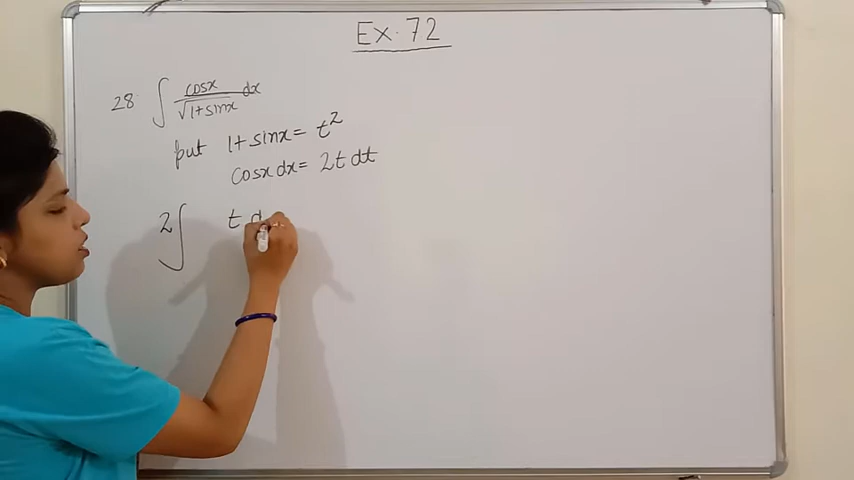 Ex. 72
28 ∫ cosx/√1+sinx dx
put 1+sinx = t²
cosx dx = 2t dt
2∫ t d